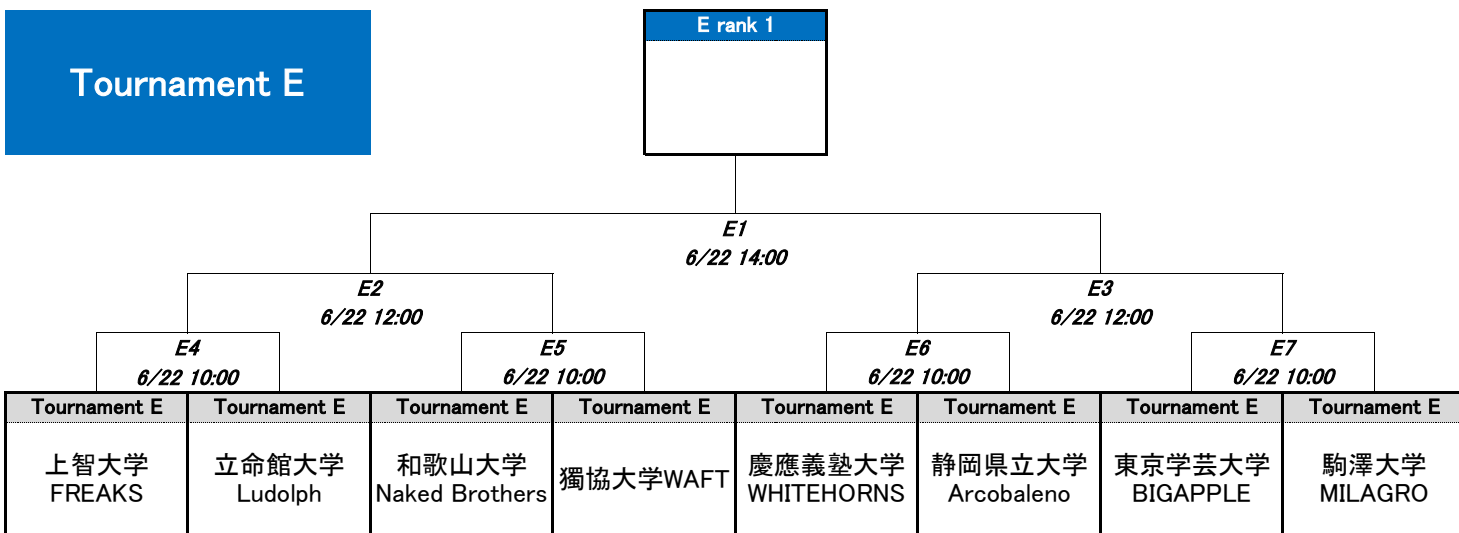 E rank 1
Tournament E
E1
6/22 14:00
E2
6/22 12:00
E3
6/22 12:00
E4
6/22 10:00
E5
6/22 10:00
E6
6/22 10:00
E7
6/22 10:00
Tournament E
Tournament E
Tournament E
Tournament E
Tournament E
Tournament E
Tournament E
Tournament E
上智大学
FREAKS
立命館大学
Ludolph
和歌山大学
Naked Brothers
獨協大学WAFT
慶應義塾大学
WHITEHORNS
静岡県立大学
Arcobaleno
東京学芸大学
BIGAPPLE
駒澤大学
MILAGRO